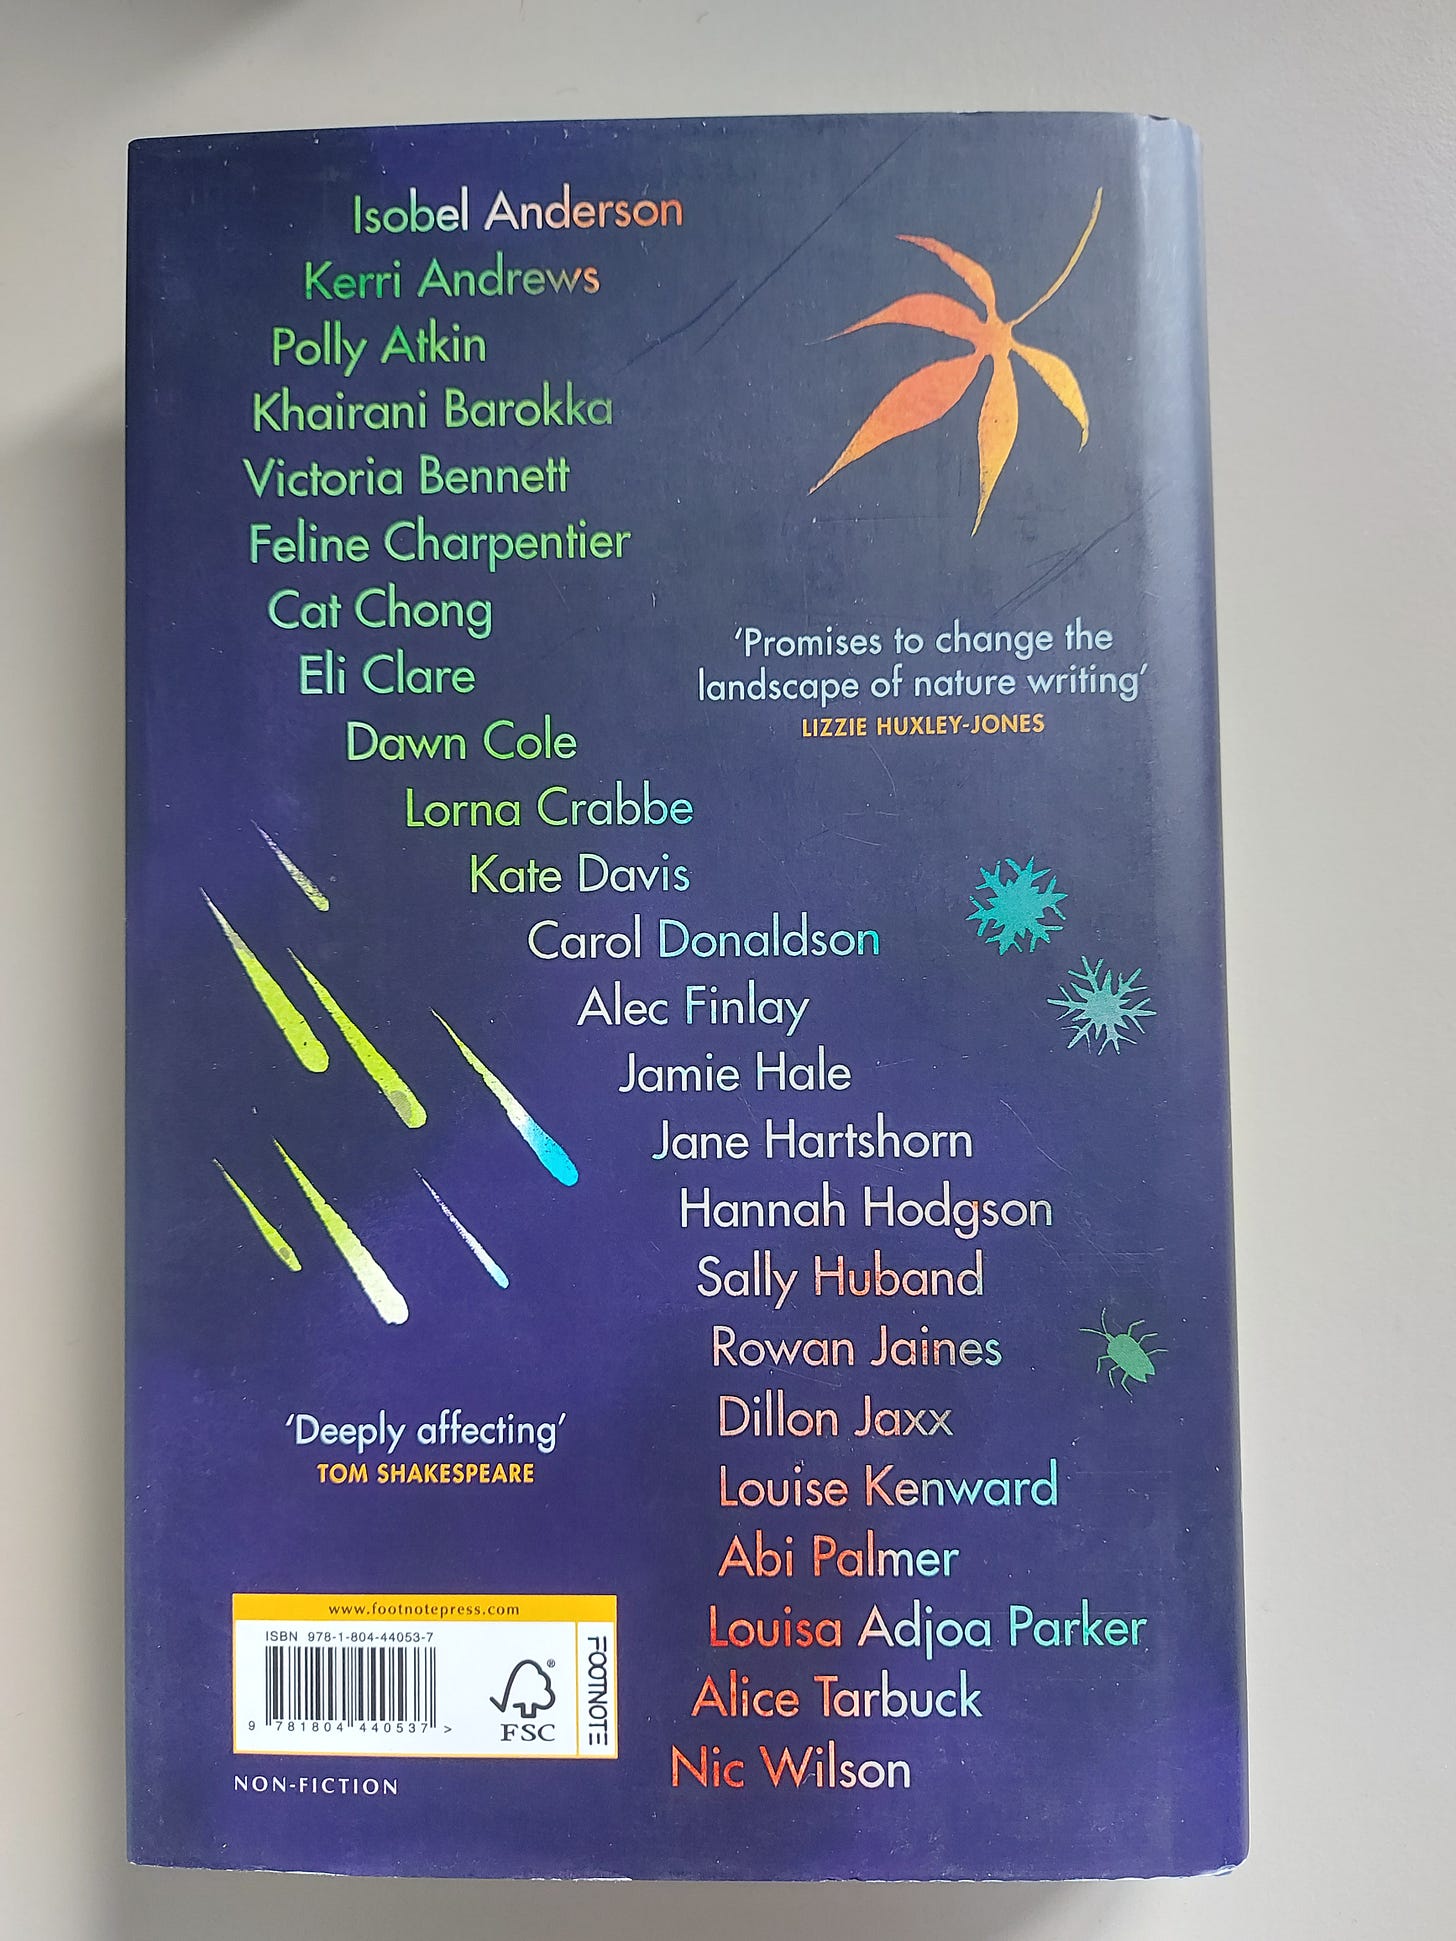 Isobel Anderson
Kerri Andrews
Polly Atkin
Khairani Barokka
Victoria Bennett
Feline Charpentier
Cat Chong
Eli Clare
Dawn Cole
Lorna Crabbe
Kate Davis
Carol Donaldson
Alec Finlay
Jamie Hale
Jane Hartshorn
Hannah Hodgson
Sally Huband
Rowan Jaines
Dillon Jaxx
Louise Kenward
Abi Palmer
Louisa Adjoa Parker
Alice Tarbuck
Nic Wilson
‘Promises to change the
landscape of nature writing’
LIZZIE HUXLEY-JONES
‘Deeply affecting’
TOM SHAKESPEARE
www.footnotepress.com
ISBN 978-1-804-44053-7
9 781804 440537 >
®
FSC
FOOTNOTE
NON-FICTION